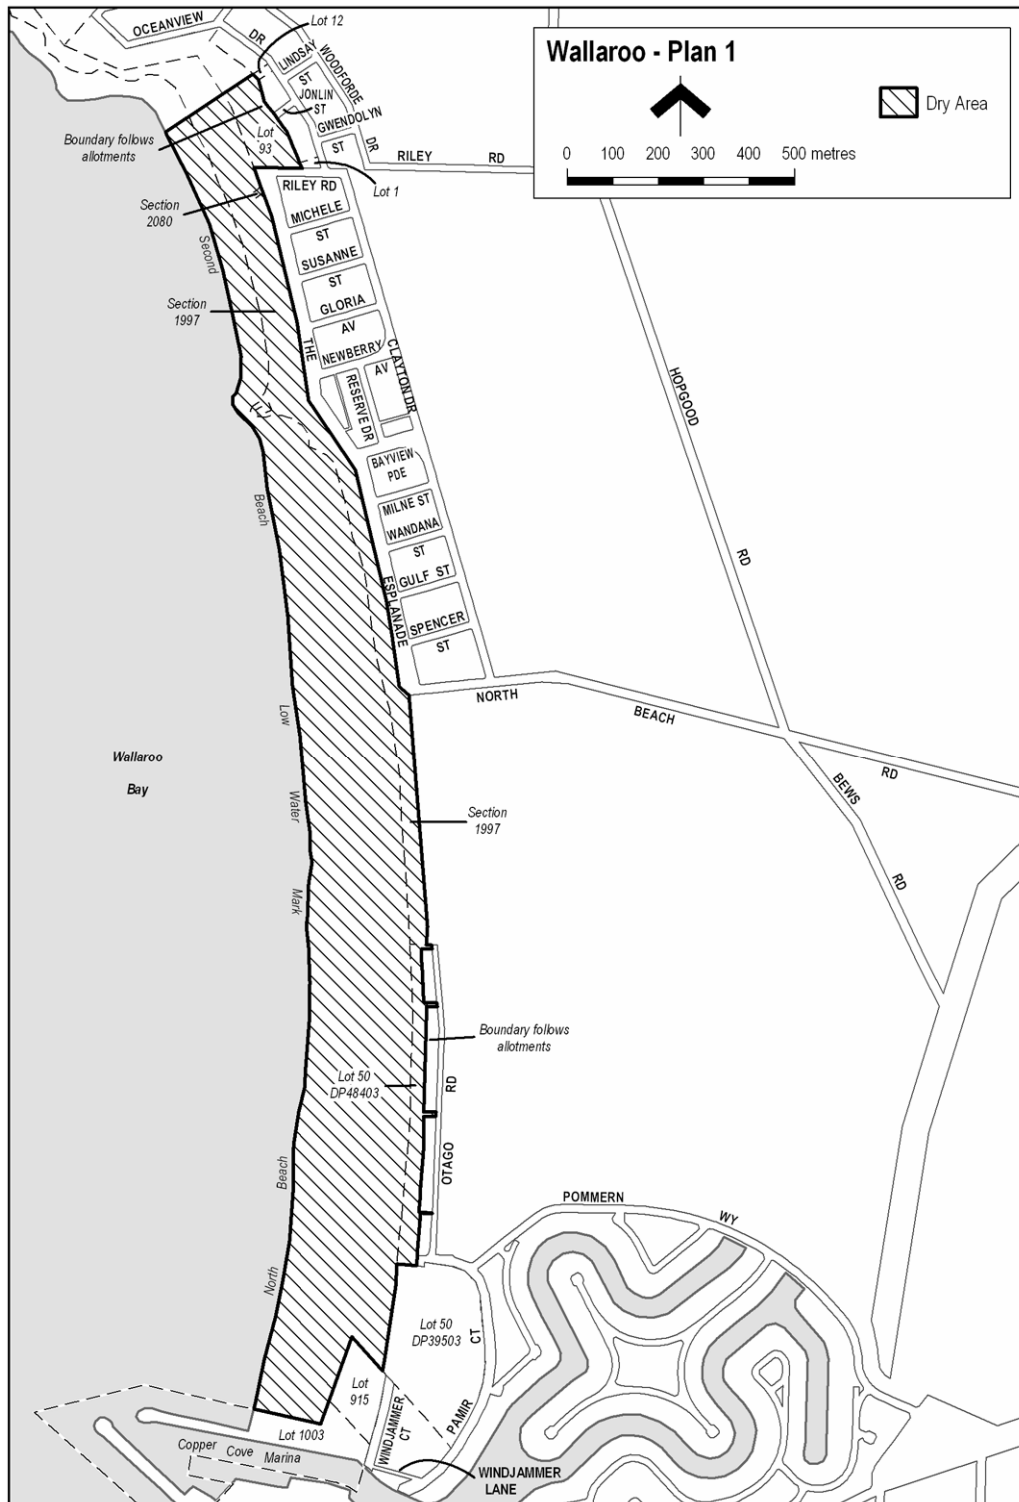 Wallaroo - Plan 1
Dry Area
0 100 200 300 400 500 metres
OCEANVIEW
DR
Lot 12
LINDSAY
ST
WOODFORDE
DR
JONLIN
ST
GWENDOLYN
ST
Boundary follows
allotments
Lot
93
RILEY RD
Lot 1
Section
2080
RILEY RD
MICHELE
ST
SUSANNE
ST
GLORIA
AV
NEWBERRY
AV
Second
Section
1997
THE
RESERVE DR
CLAYTON DR
HOPGOOD
RD
BAYVIEW
PDE
MILNE ST
WANDANA
ST
GULF ST
ESPLANADE
SPENCER
ST
Beach
NORTH
BEACH
RD
BEWS
RD
Low
Wallaroo
Bay
Water
Section
1997
Mark
Boundary follows
allotments
Lot 50
DP48403
OTAGO
RD
Beach
POMMERN
WY
North
Lot 50
DP39503
CT
PAMIR
Lot
915
WINDJAMMER
CT
Lot 1003
Copper Cove Marina
WINDJAMMER
LANE